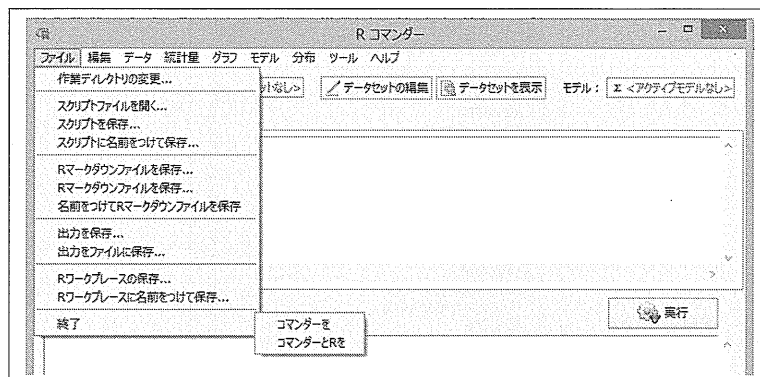 R コマンダー
ファイル 編集 データ 統計量 グラフ モデル 分布 ツール ヘルプ
作業ディレクトリの変更...
トなし> データセットの編集 データセットを表示 モデル： Σ <アクティブモデルなし>
スクリプトファイルを開く...
スクリプトを保存...
スクリプトに名前をつけて保存...
Rマークダウンファイルを保存...
Rマークダウンファイルを保存...
名前をつけてRマークダウンファイルを保存
出力を保存...
出力をファイルに保存...
Rワークプレースの保存...
Rワークプレースに名前をつけて保存...
実行
終了
コマンダーを
コマンダーとRを